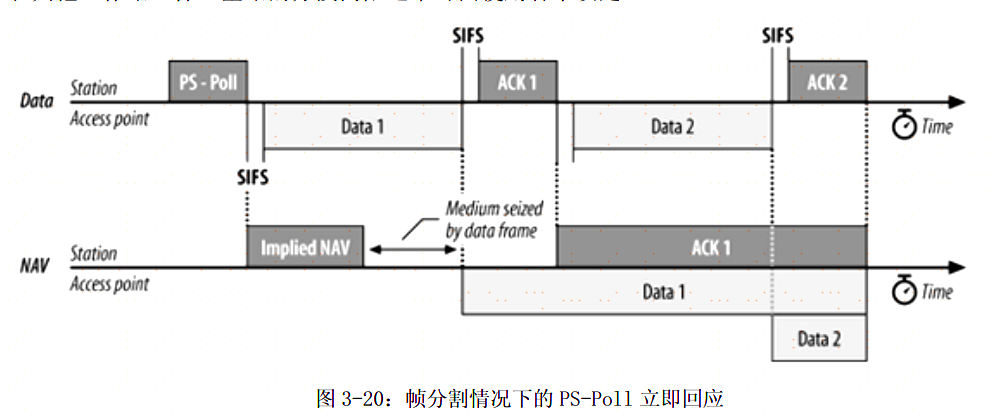 SIFS SIFS
PS - Poll ACK 1 ACK 2
Data Station
Access point
Data 1 Data 2 Time
SIFS
Medium seized
by data frame
Implied NAV ACK 1
NAV Station
Access point
Data 1 Time
Data 2
图 3-20：帧分割情况下的 PS-Poll 立即回应